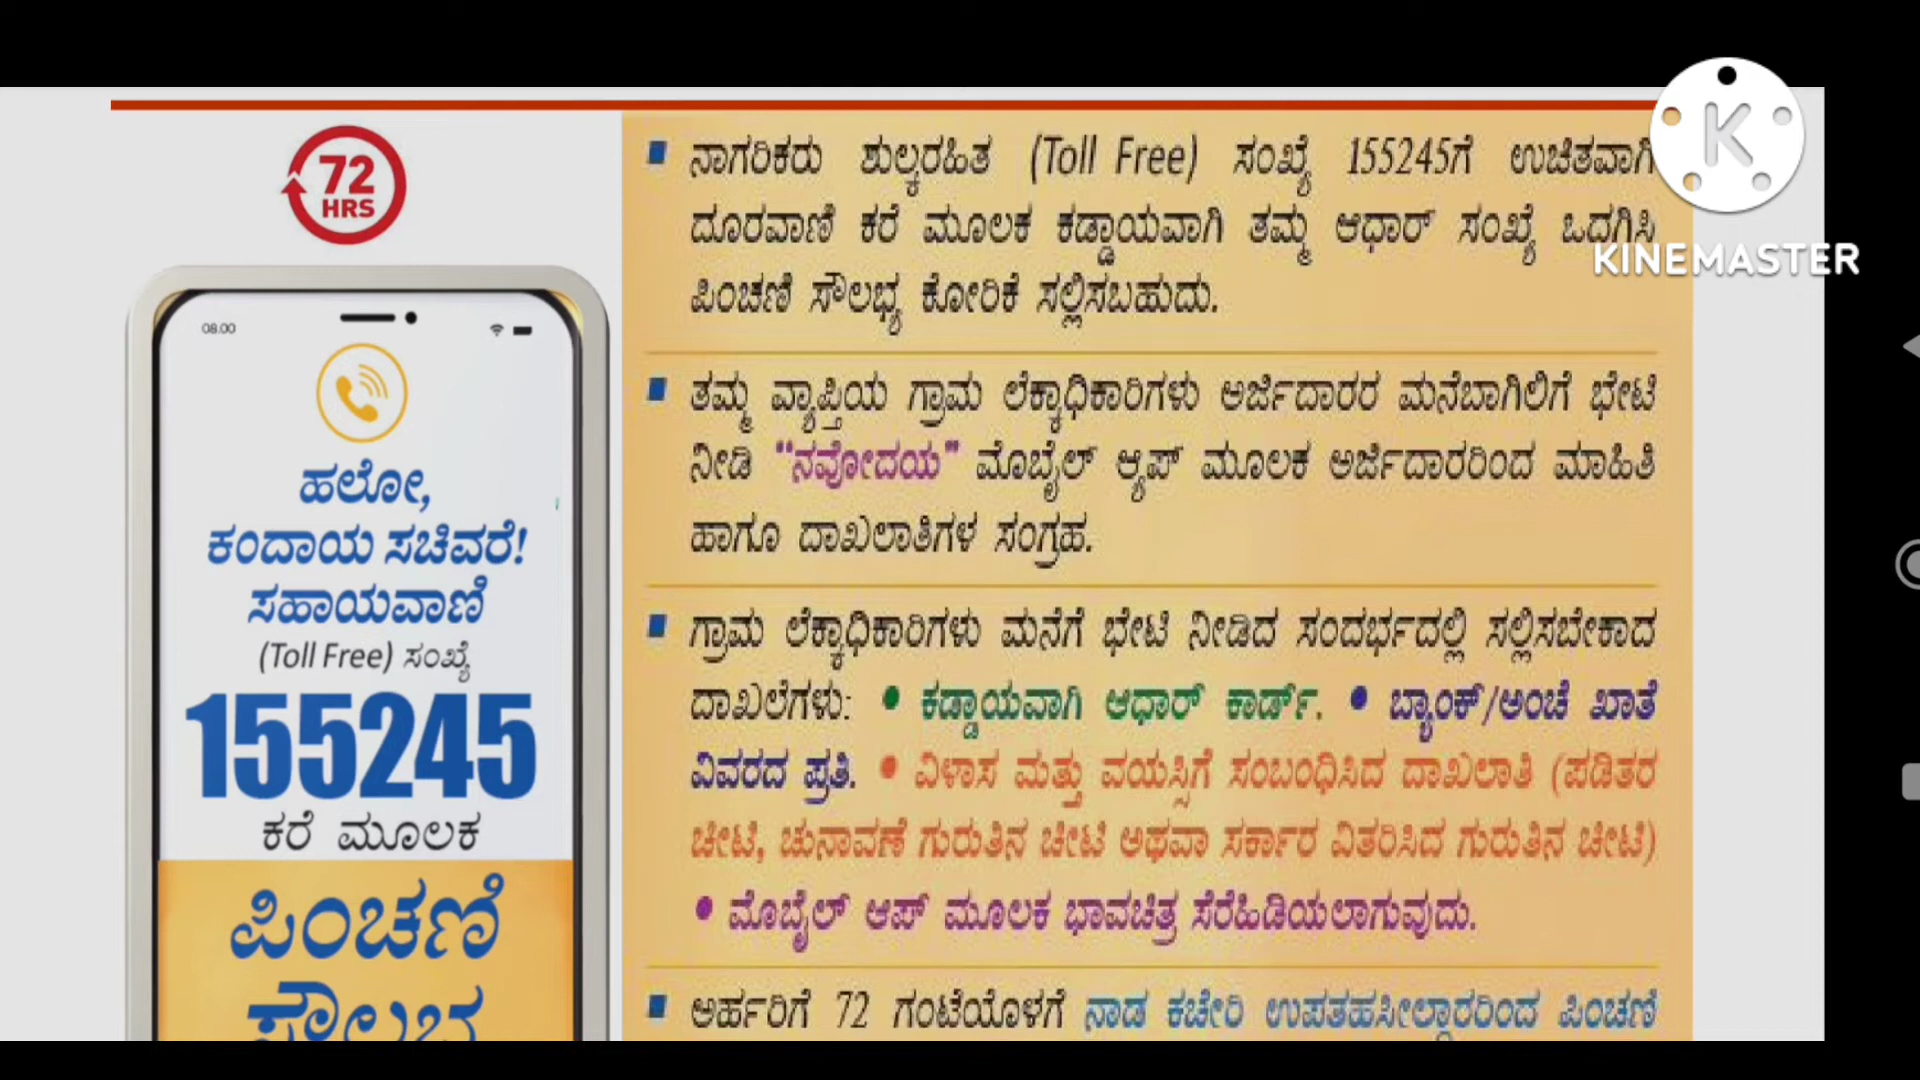 72
HRS
08.00
ಹಲೋ,
ಕಂದಾಯ ಸಚಿವರೆ!
ಸಹಾಯವಾಣಿ
(Toll Free) ಸಂಖ್ಯೆ
155245
ಕರೆ ಮೂಲಕ
ಪಿಂಚಣಿ
ಸೌಲಭ್ಯ
ನಾಗರಿಕರು ಶುಲ್ಕರಹಿತ (Toll Free) ಸಂಖ್ಯೆ 155245ಗೆ ಉಚಿತವಾಗಿ
ದೂರವಾಣಿ ಕರೆ ಮೂಲಕ ಕಡ್ಡಾಯವಾಗಿ ತಮ್ಮ ಆಧಾರ್ ಸಂಖ್ಯೆ ಒದಗಿಸಿ
ಪಿಂಚಣಿ ಸೌಲಭ್ಯ ಕೋರಿಕೆ ಸಲ್ಲಿಸಬಹುದು.
ತಮ್ಮ ವ್ಯಾಪ್ತಿಯ ಗ್ರಾಮ ಲೆಕ್ಕಾಧಿಕಾರಿಗಳು ಅರ್ಜಿದಾರರ ಮನೆಬಾಗಿಲಿಗೆ ಭೇಟಿ
ನೀಡಿ "ನವೋದಯ" ಮೊಬೈಲ್ ಆ್ಯಪ್ ಮೂಲಕ ಅರ್ಜಿದಾರರಿಂದ ಮಾಹಿತಿ
ಹಾಗೂ ದಾಖಲಾತಿಗಳ ಸಂಗ್ರಹ.
ಗ್ರಾಮ ಲೆಕ್ಕಾಧಿಕಾರಿಗಳು ಮನೆಗೆ ಭೇಟಿ ನೀಡಿದ ಸಂದರ್ಭದಲ್ಲಿ ಸಲ್ಲಿಸಬೇಕಾದ
ದಾಖಲೆಗಳು: • ಕಡ್ಡಾಯವಾಗಿ ಆಧಾರ್ ಕಾರ್ಡ್. • ಬ್ಯಾಂಕ್/ಅಂಚೆ ಖಾತೆ
ವಿವರದ ಪ್ರತಿ. • ವಿಳಾಸ ಮತ್ತು ವಯಸ್ಸಿಗೆ ಸಂಬಂಧಿಸಿದ ದಾಖಲಾತಿ (ಪಡಿತರ
ಚೀಟಿ, ಚುನಾವಣೆ ಗುರುತಿನ ಚೀಟಿ ಅಥವಾ ಸರ್ಕಾರ ವಿತರಿಸಿದ ಗುರುತಿನ ಚೀಟಿ)
• ಮೊಬೈಲ್ ಆಪ್ ಮೂಲಕ ಭಾವಚಿತ್ರ ಸೆರೆಹಿಡಿಯಲಾಗುವುದು.
ಅರ್ಹರಿಗೆ 72 ಗಂಟೆಯೊಳಗೆ ನಾಡ ಕಚೇರಿ ಉಪತಹಸೀಲ್ದಾರರಿಂದ ಪಿಂಚಣಿ
K
KINEMASTER